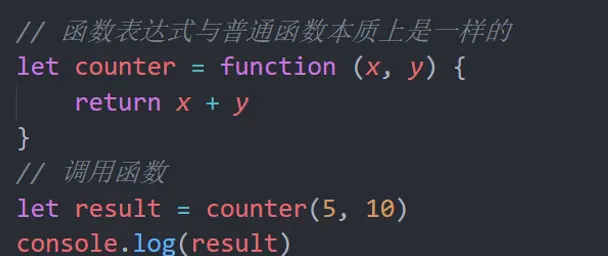 // 函数表达式与普通函数本质上是一样的
let counter = function (x, y) {
    return x + y
}
// 调用函数
let result = counter(5, 10)
console.log(result)